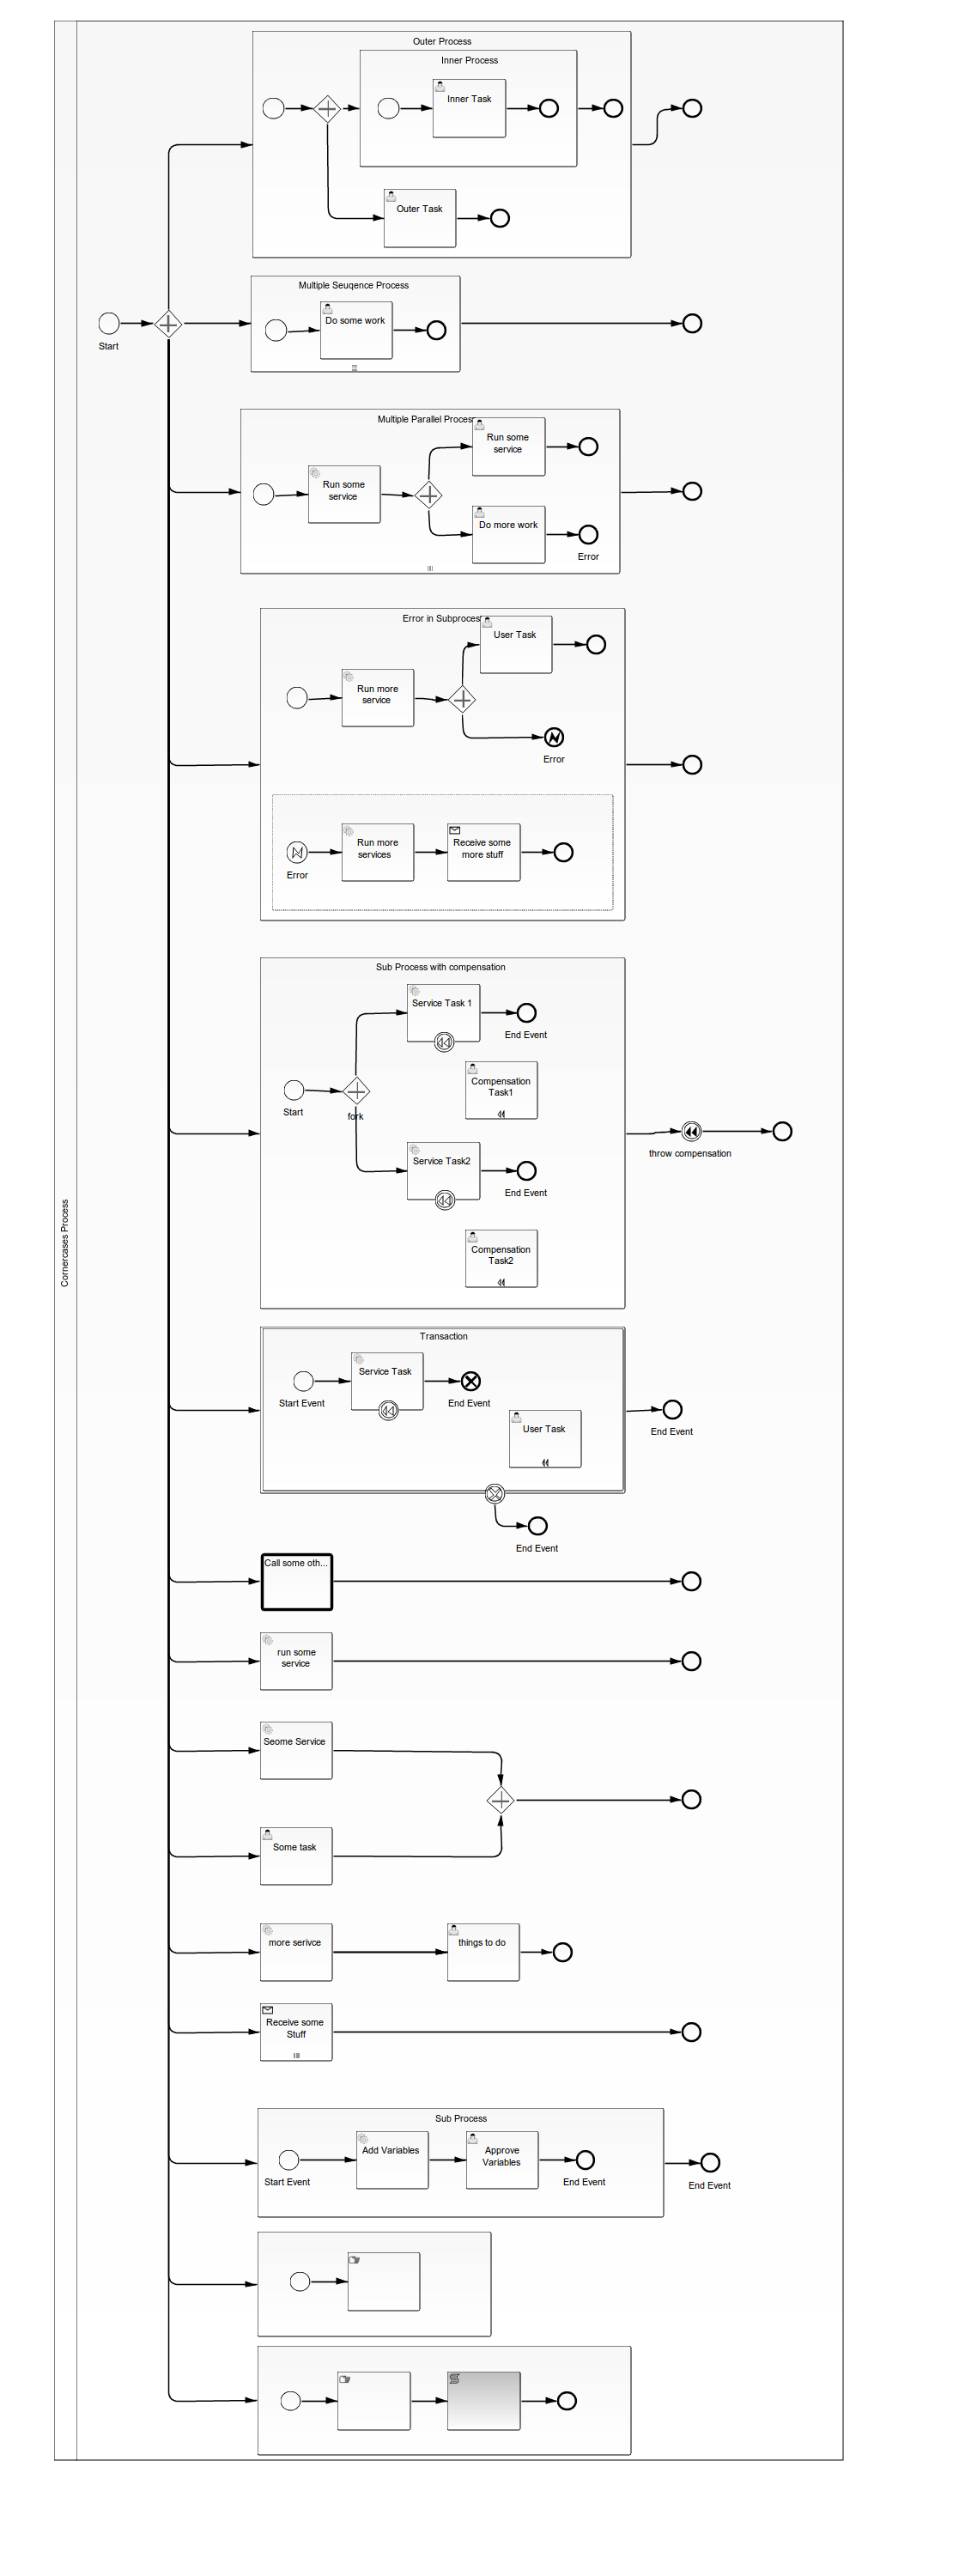 Outer Process
Inner Process
Inner Task
Outer Task
Multiple Seuqence Process
Do some work
Start
Multiple Parallel Process
Run some
service
Run some
service
Do more work
Error
Error in Subprocess
User Task
Run more
service
Error
Run more
services
Receive some
more stuff
Error
Sub Process with compensation
Service Task 1
End Event
Compensation
Task1
Start
fork
throw compensation
Service Task2
End Event
Cornercases Process
Compensation
Task2
Transaction
Service Task
Start Event
End Event
User Task
End Event
End Event
Call some oth...
run some
service
Seome Service
Some task
more serivce
things to do
Receive some
Stuff
Sub Process
Add Variables
Approve
Variables
Start Event
End Event
End Event